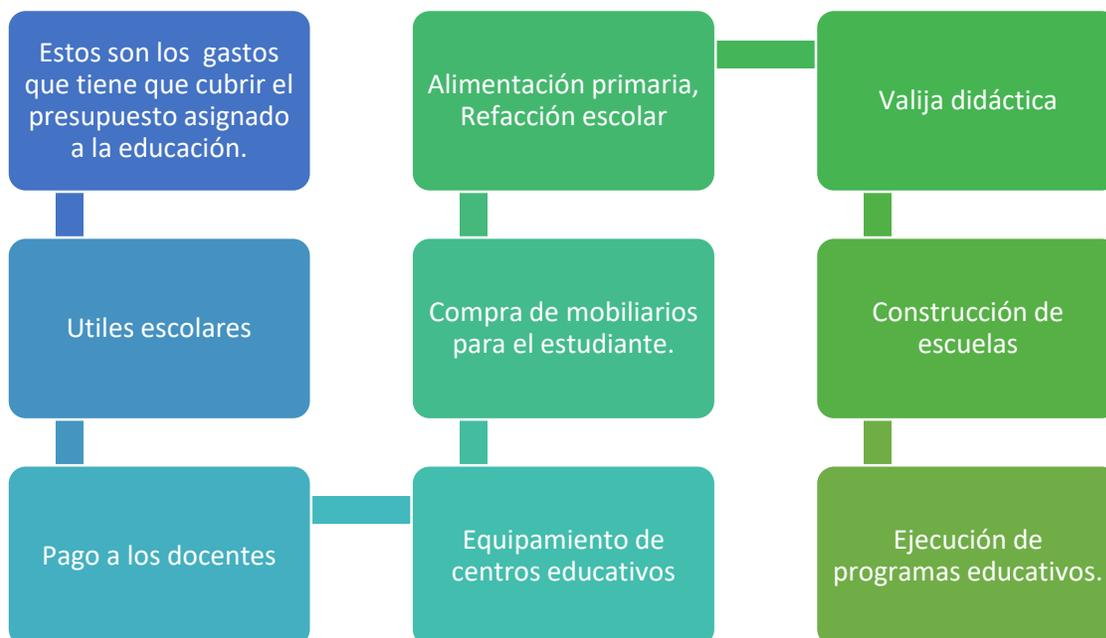 Estos son los  gastos
que tiene que cubrir el
presupuesto asignado
a la educación.
Utiles escolares
Pago a los docentes
Equipamiento de
centros educativos
Compra de mobiliarios
para el estudiante.
Alimentación primaria,
Refacción escolar
Valija didáctica
Construcción de
escuelas
Ejecución de
programas educativos.